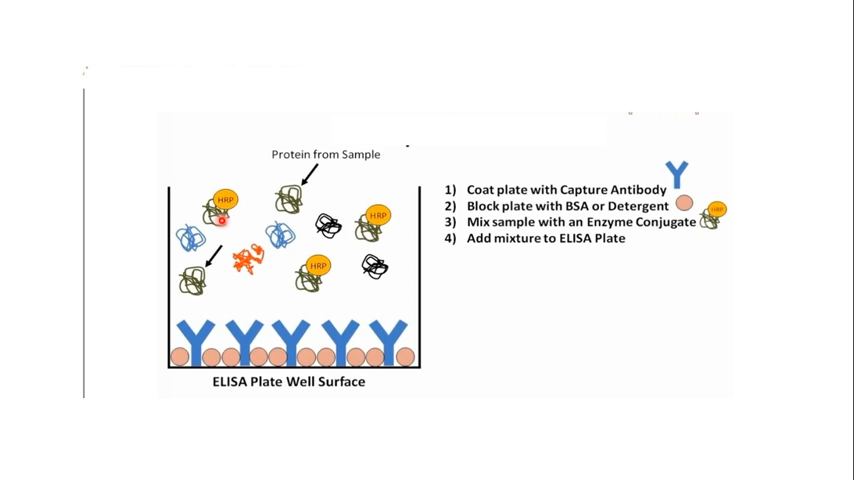 Protein from Sample
HRP
HRP
HRP
ELISA Plate Well Surface
1) Coat plate with Capture Antibody
2) Block plate with BSA or Detergent
3) Mix sample with an Enzyme Conjugate
HRP
4) Add mixture to ELISA Plate